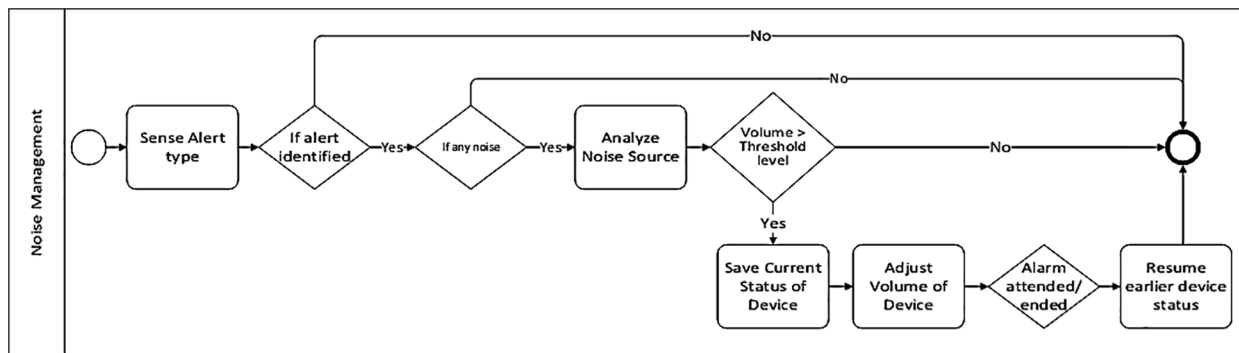 Noise Management
No
No
Sense Alert
type
If alert
identified
Yes
If any noise
Yes
Analyze
Noise Source
Volume >
Threshold
level
No
Yes
Save Current
Status of
Device
Adjust
Volume of
Device
Alarm
attended/
ended
Resume
earlier device
status